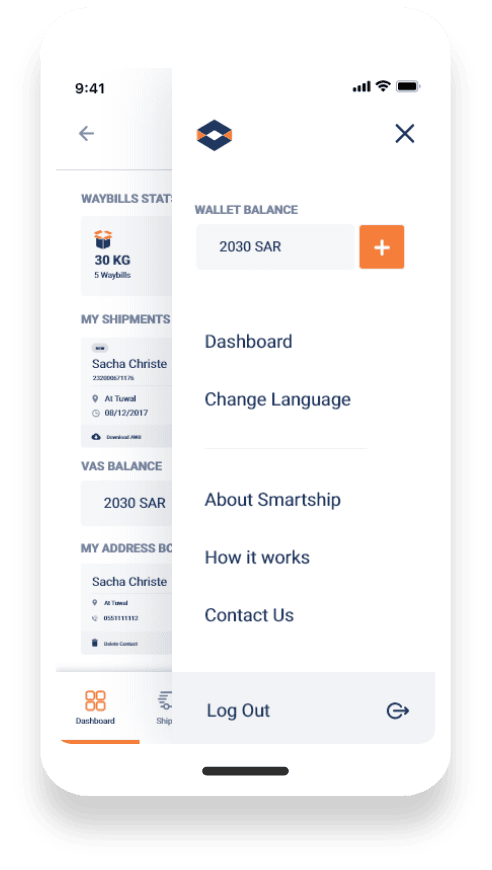 9:41
WAYBILLS STATS
30 KG
5 Waybills
MY SHIPMENTS
NEW
Sacha Christe
232000671176
At Tuwal
08/12/2017
Download AWB
VAS BALANCE
2030 SAR
MY ADDRESS BO
Sacha Christe
At Tuwal
0551111112
Delete Contact
Dashboard
Ship
WALLET BALANCE
2030 SAR
Dashboard
Change Language
About Smartship
How it works
Contact Us
Log Out